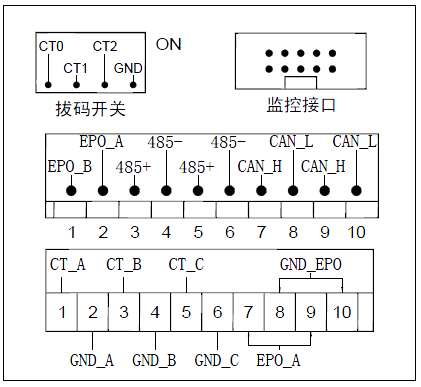 CT0 CT2 ON
CT1 GND
拔码开关 监控接口
EPO_A 485- 485- CAN_L CAN_L
EPO_B 485+ 485+ CAN_H CAN_H
1 2 3 4 5 6 7 8 9 10
CT_A CT_B CT_C GND_EPO
1 2 3 4 5 6 7 8 9 10
GND_A GND_B GND_C EPO_A